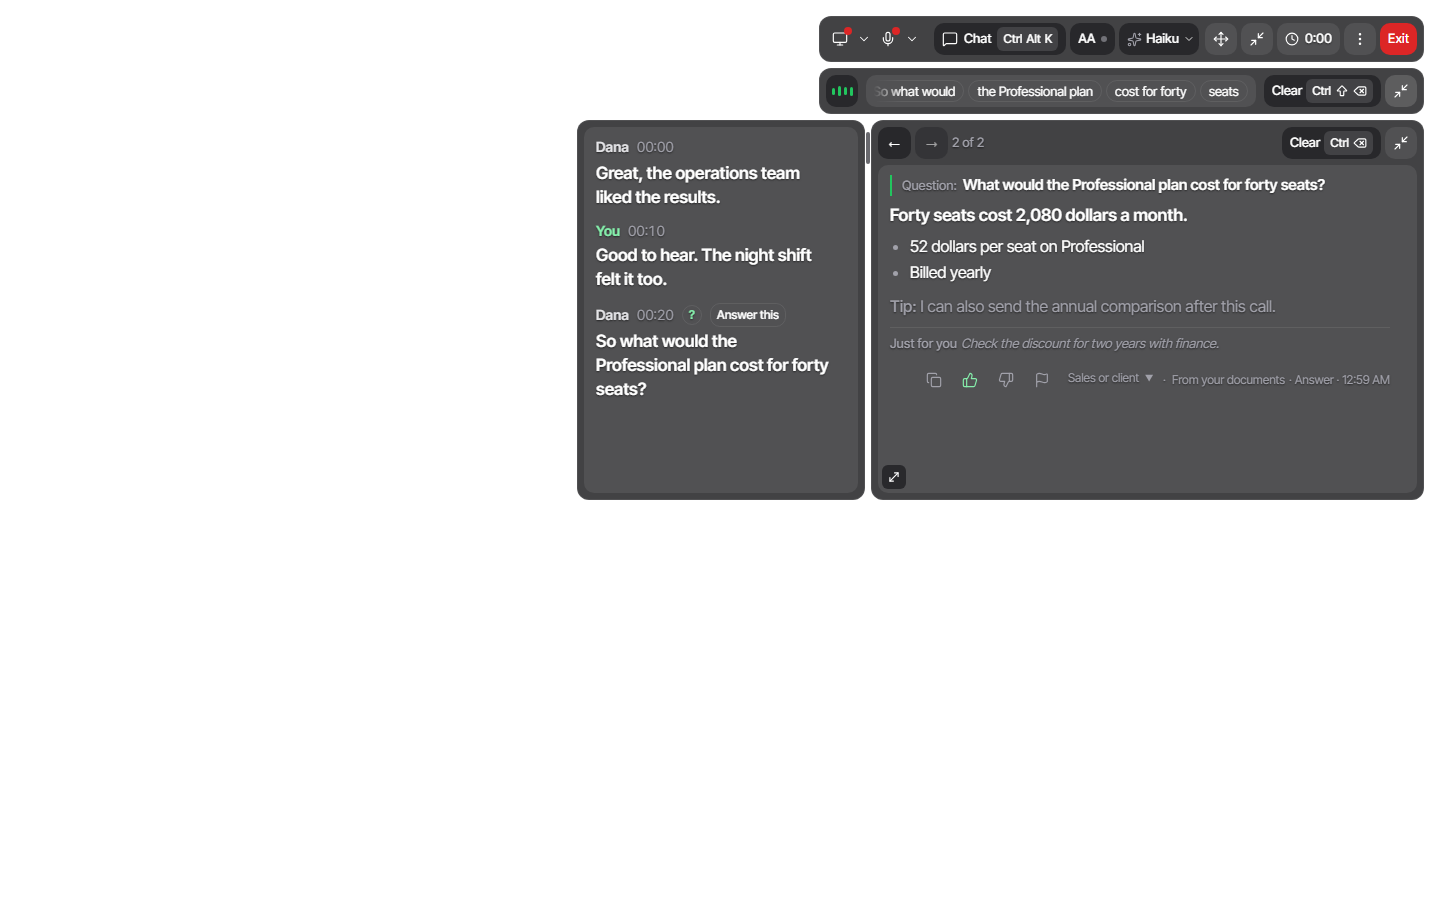 Chat Ctrl Alt K AA Haiku 0:00 Exit
So what would the Professional plan cost for forty seats Clear Ctrl
Dana 00:00
Great, the operations team
liked the results.
You 00:10
Good to hear. The night shift
felt it too.
Dana 00:20 ? Answer this
So what would the
Professional plan cost for forty
seats?
← → 2 of 2 Clear Ctrl
Question: What would the Professional plan cost for forty seats?
Forty seats cost 2,080 dollars a month.
• 52 dollars per seat on Professional
• Billed yearly
Tip: I can also send the annual comparison after this call.
Just for you Check the discount for two years with finance.
Sales or client ▼ · From your documents · Answer · 12:59 AM